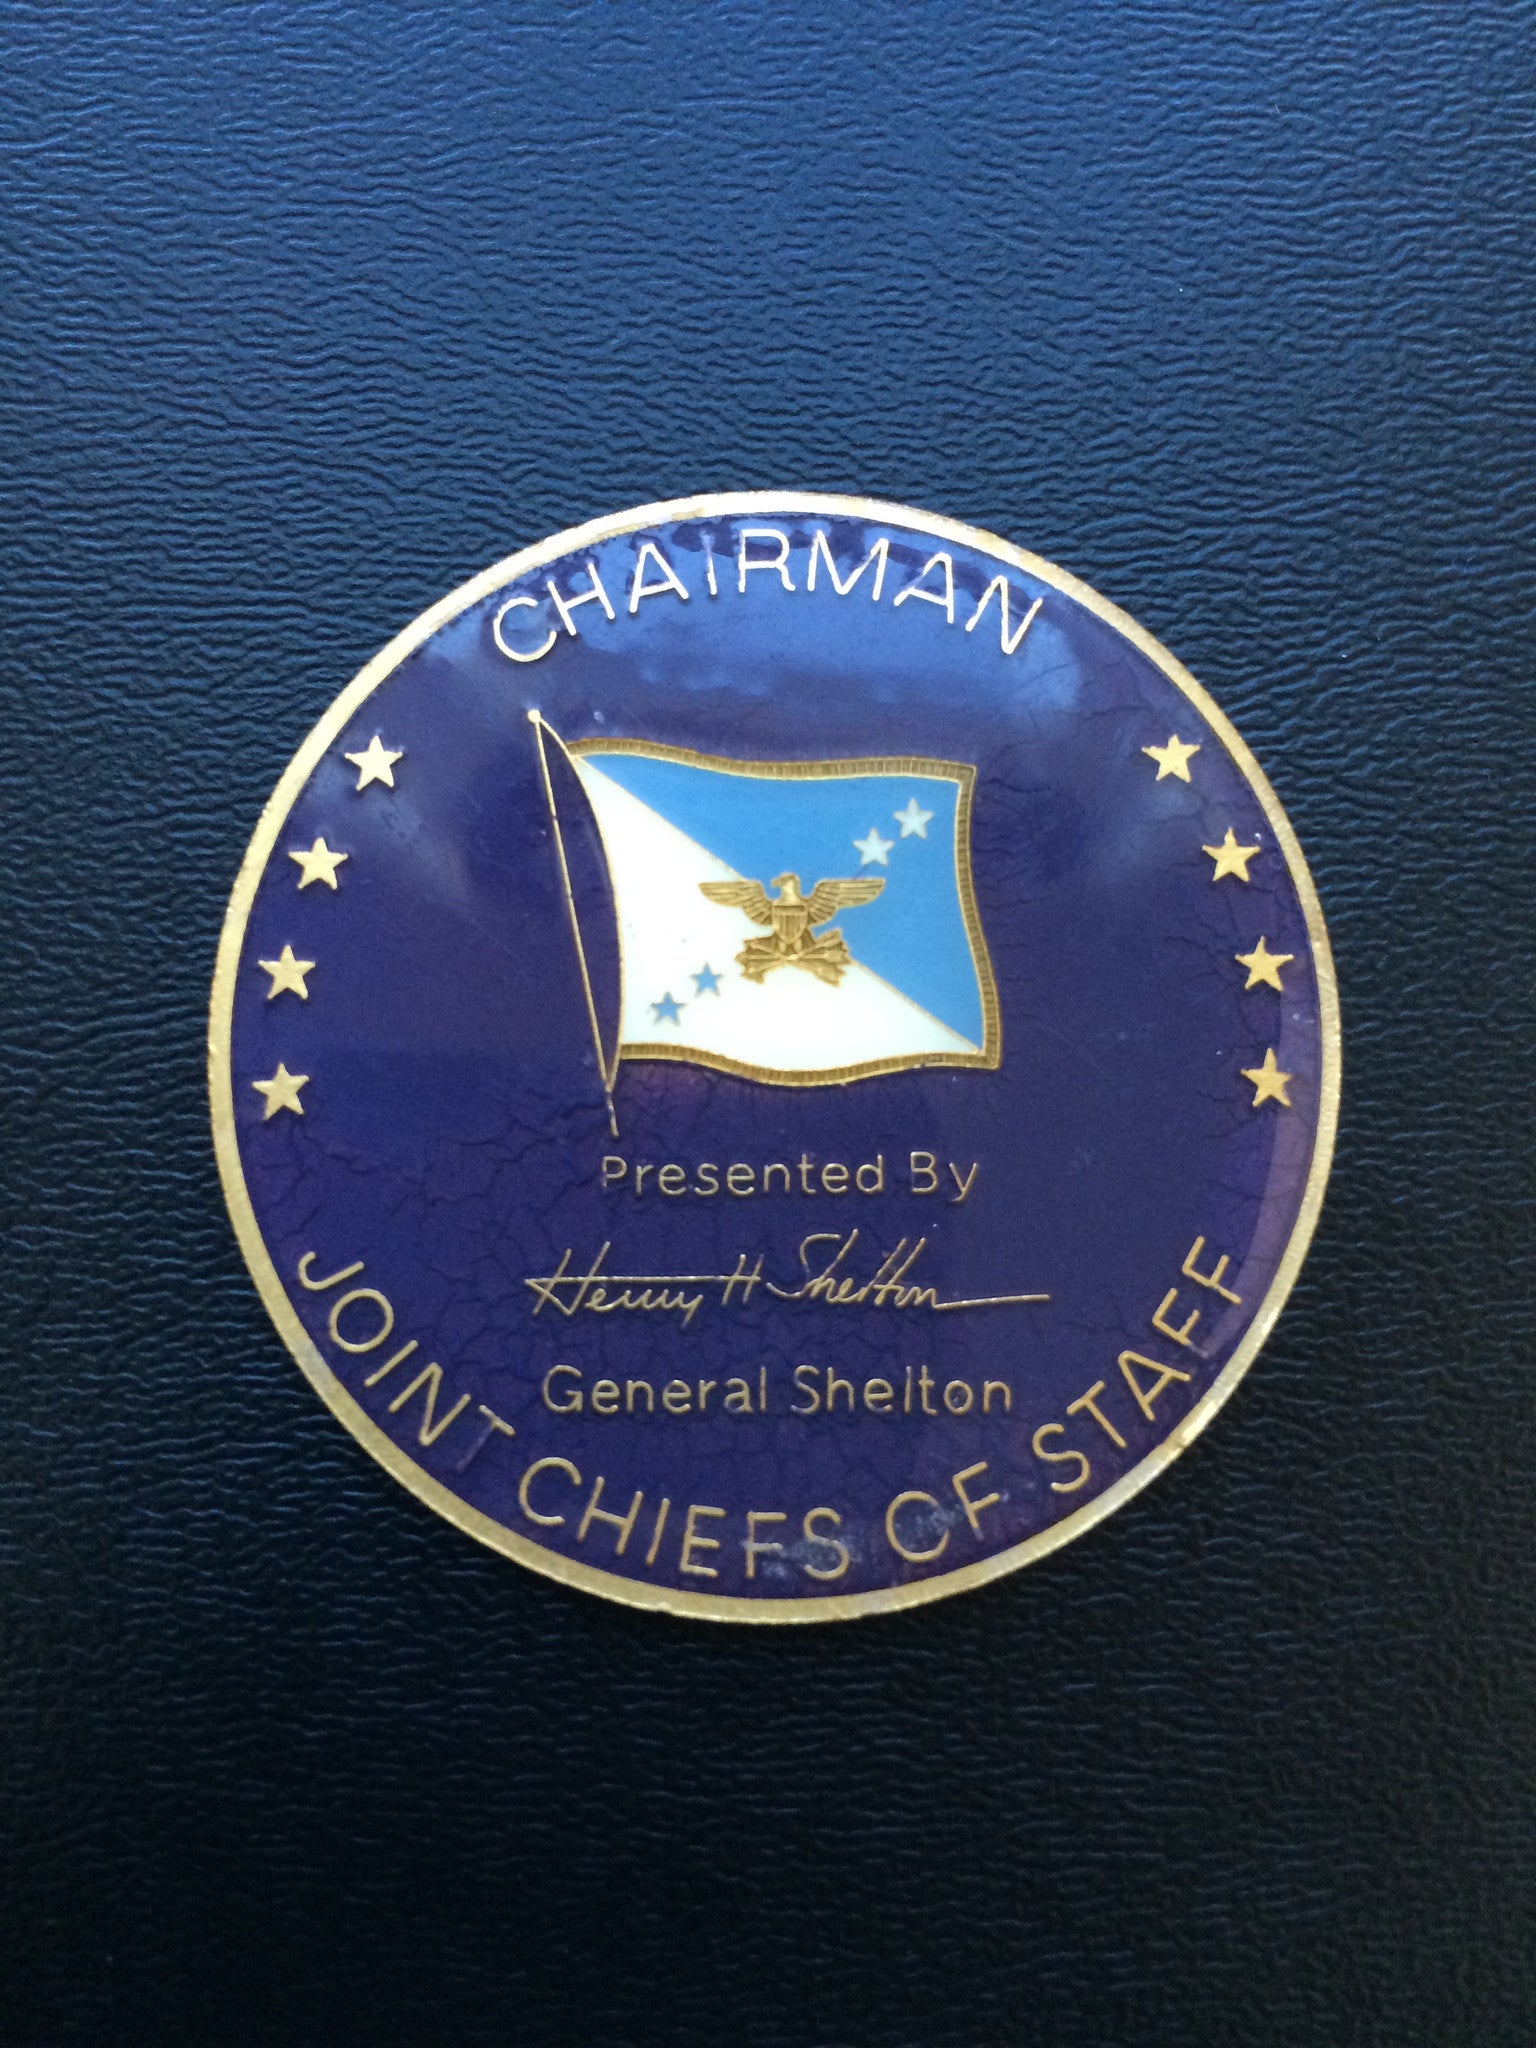 CHAIRMAN
Presented By
Henry H Shelton
General Shelton
JOINT CHIEFS OF STAFF